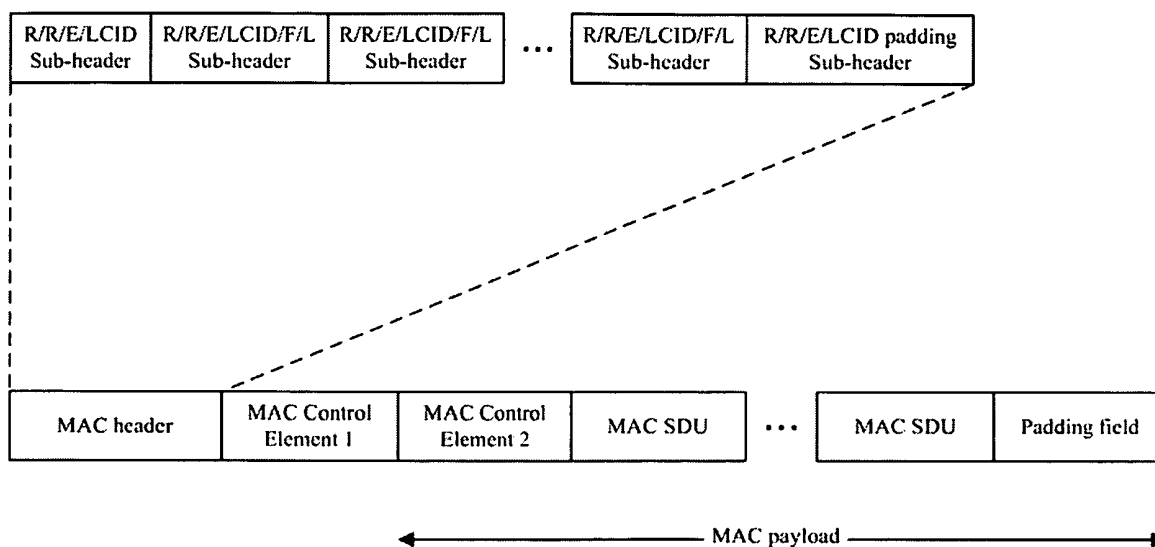 R/R/E/LCID
Sub-header
R/R/E/LCID/F/L
Sub-header
R/R/E/LCID/F/L
Sub-header
...
R/R/E/LCID/F/L
Sub-header
R/R/E/LCID padding
Sub-header
MAC header
MAC Control
Element 1
MAC Control
Element 2
MAC SDU
...
MAC SDU
Padding field
MAC payload